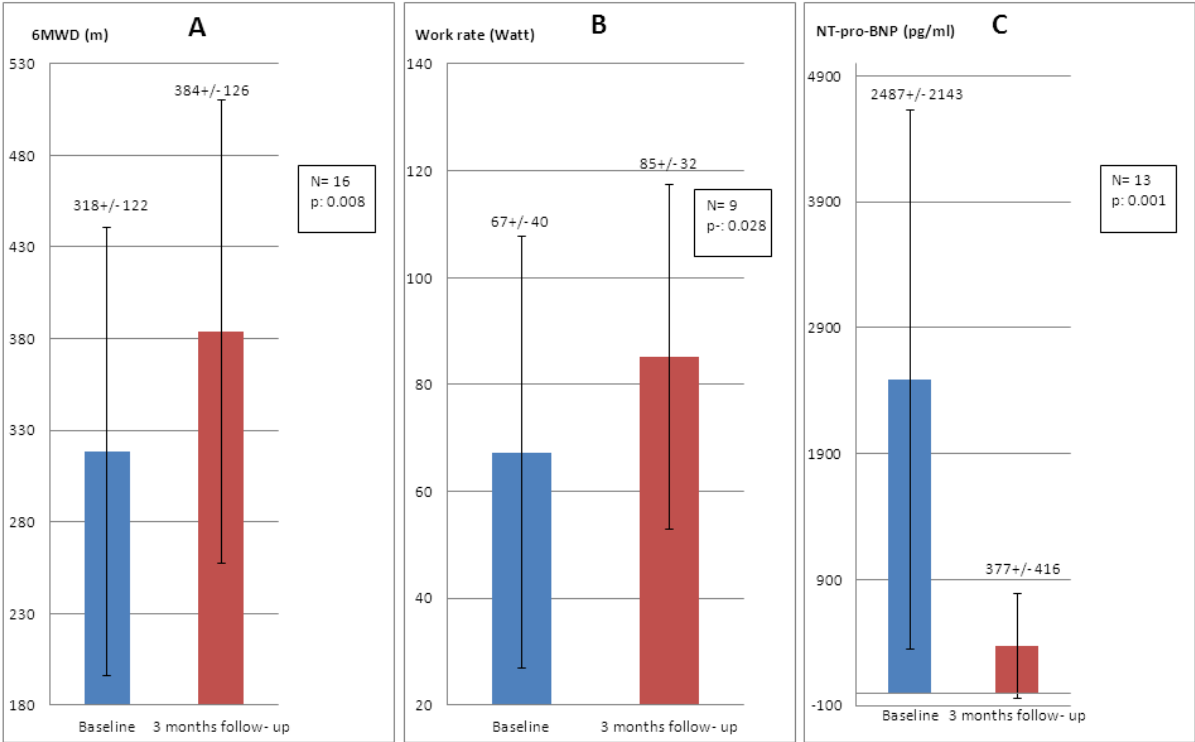 6MWD (m)
A
530
480
430
380
330
280
230
180
318+/-122
384+/-126
N= 16
p: 0.008
Baseline
3 months follow- up
Work rate (Watt)
B
140
120
100
80
60
40
20
67+/-40
85+/-32
N= 9
p-: 0.028
Baseline
3 months follow- up
NT-pro-BNP (pg/ml)
C
4900
3900
2900
1900
900
-100
2487+/-2143
377+/-416
N= 13
p: 0.001
Baseline
3 months follow- up